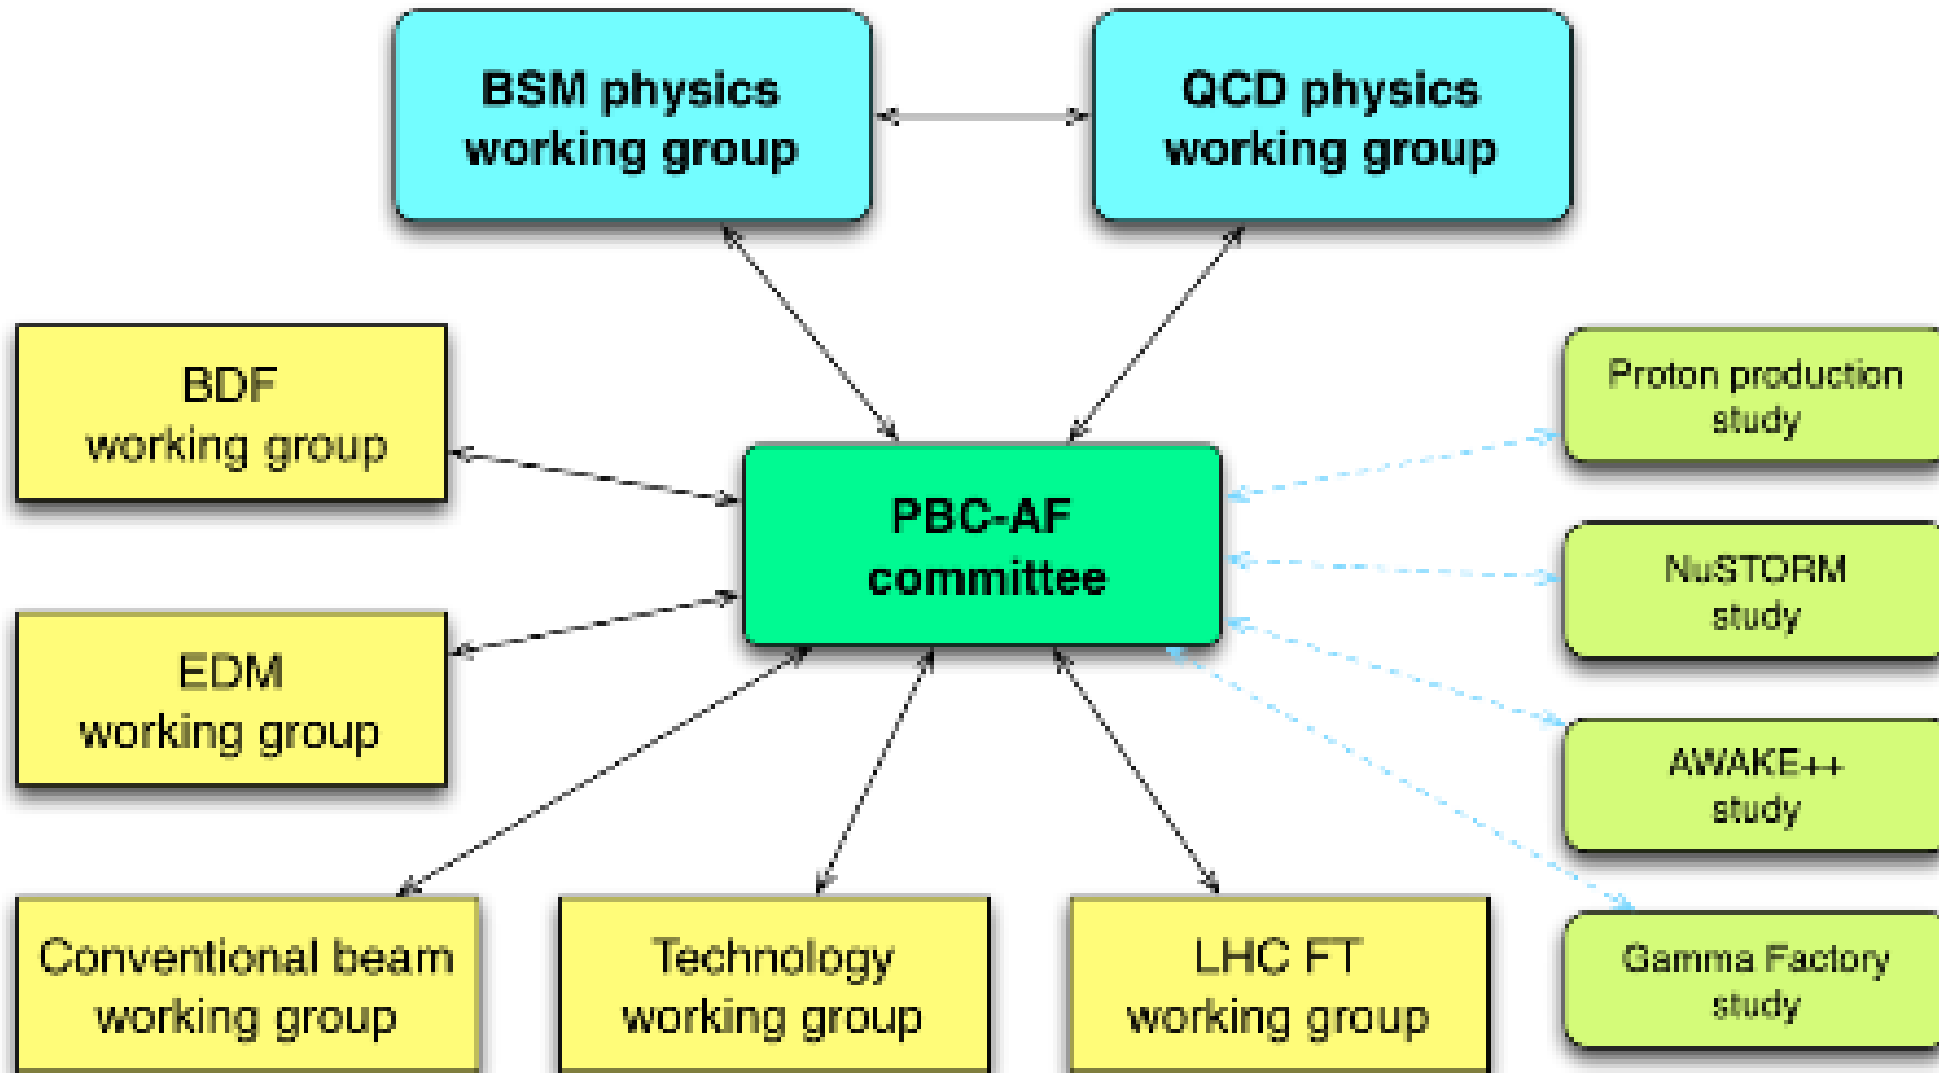 BSM physics
working group
QCD physics
working group
BDF
working group
Proton production
study
PBC-AF
committee
NuSTORM
study
EDM
working group
AWAKE++
study
Conventional beam
working group
Technology
working group
LHC FT
working group
Gamma Factory
study